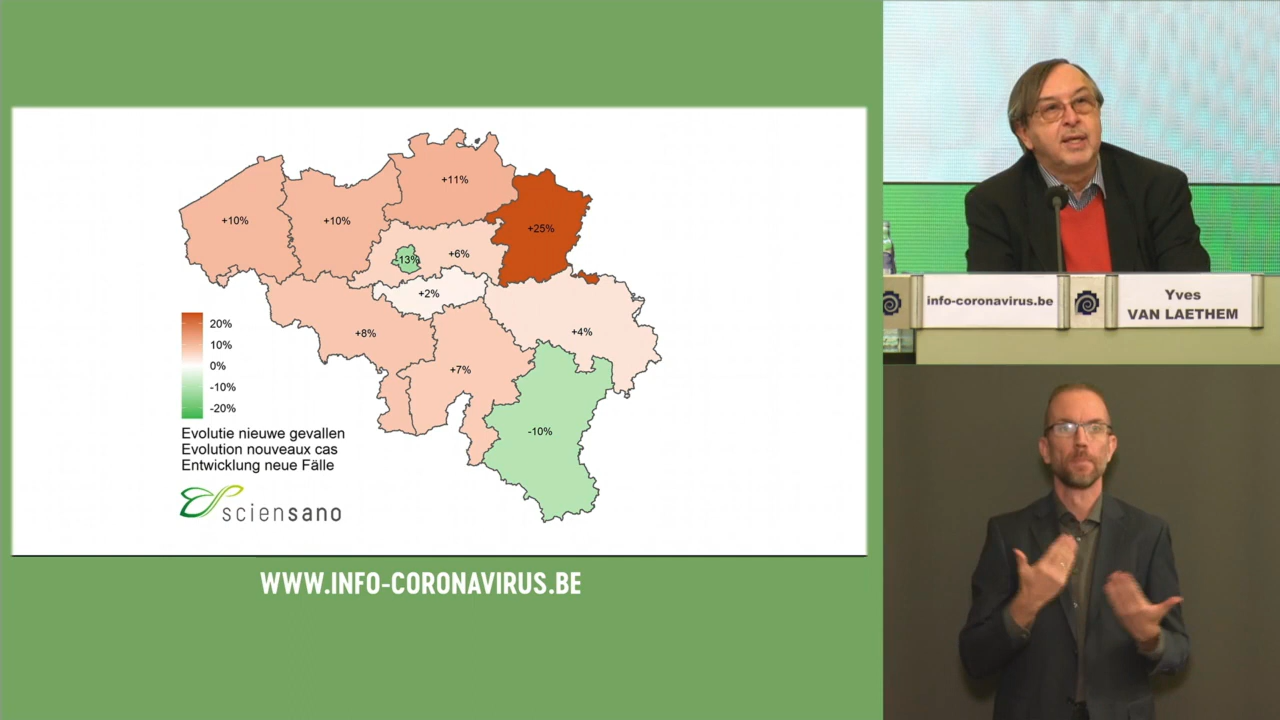 +11%
+10%
+10%
+25%
-13%
+6%
+2%
+8%
+4%
+7%
-10%
20%
10%
0%
-10%
-20%
Evolutie nieuwe gevallen
Evolution nouveaux cas
Entwicklung neue Fälle
sciensano
WWW.INFO-CORONAVIRUS.BE
info-coronavirus.be
Yves
VAN LAETHEM